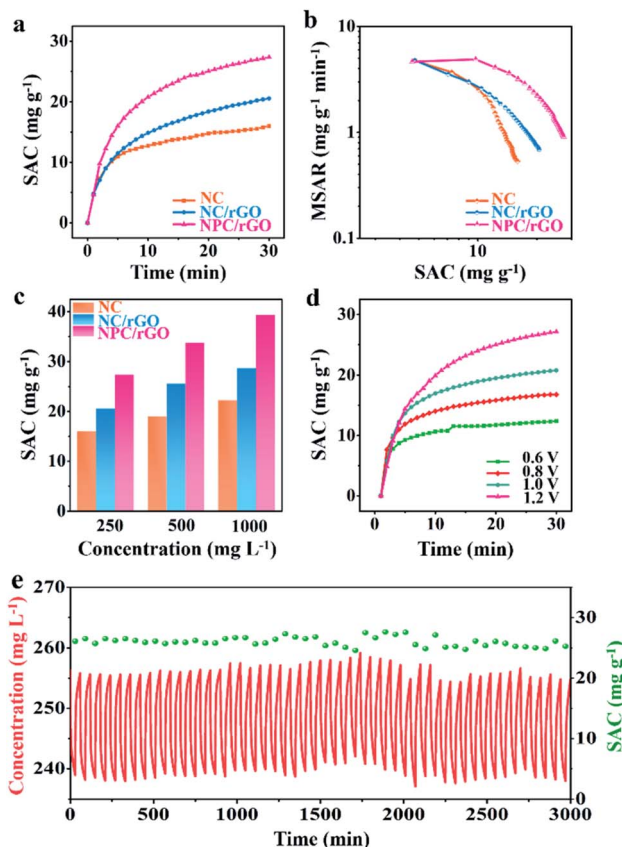 a
SAC (mg g⁻¹)
30
20
10
0
0 10 20 30
Time (min)
NC
NC/rGO
NPC/rGO
b
MSAR (mg g⁻¹ min⁻¹)
10
1
0.1
10
SAC (mg g⁻¹)
NC
NC/rGO
NPC/rGO
c
SAC (mg g⁻¹)
40
30
20
10
0
NC
NC/rGO
NPC/rGO
250 500 1000
Concentration (mg L⁻¹)
d
SAC (mg g⁻¹)
30
20
10
0
0 10 20 30
Time (min)
0.6 V
0.8 V
1.0 V
1.2 V
e
Concentration (mg L⁻¹)
270
260
250
240
0 500 1000 1500 2000 2500 3000
Time (min)
30
20
10
0
SAC (mg g⁻¹)